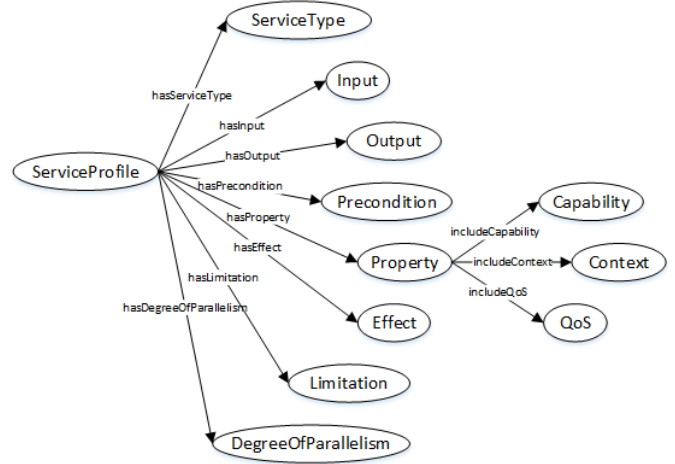 ServiceType
Input
hasServiceType
hasInput
Output
hasOutput
ServiceProfile
hasPrecondition
Precondition
Capability
hasProperty
includeCapability
hasEffect
Property
includeContext
Context
hasLimitation
includeQoS
hasDegreeOfParallelism
Effect
QoS
Limitation
DegreeOfParallelism